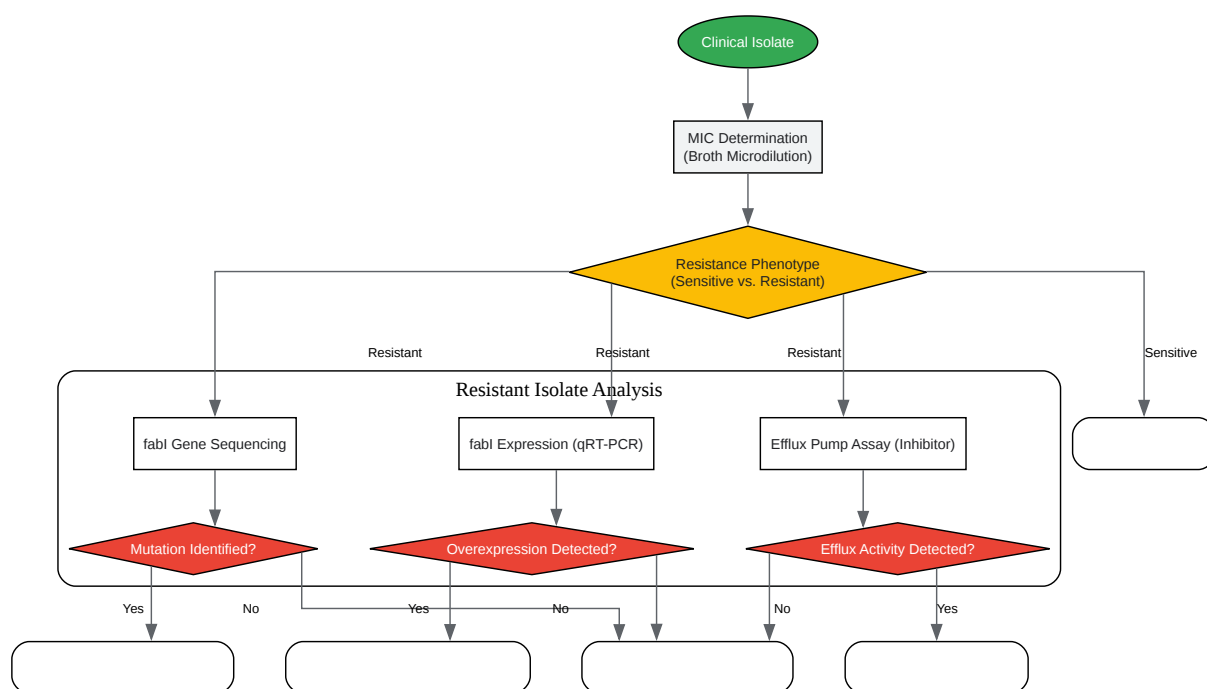 Clinical Isolate
MIC Determination
(Broth Microdilution)
Resistance Phenotype
(Sensitive vs. Resistant)
Resistant
Resistant
Resistant
Sensitive
Resistant Isolate Analysis
fabI Gene Sequencing
fabI Expression (qRT-PCR)
Efflux Pump Assay (Inhibitor)
Mutation Identified?
Overexpression Detected?
Efflux Activity Detected?
Yes
No
Yes
No
No
Yes